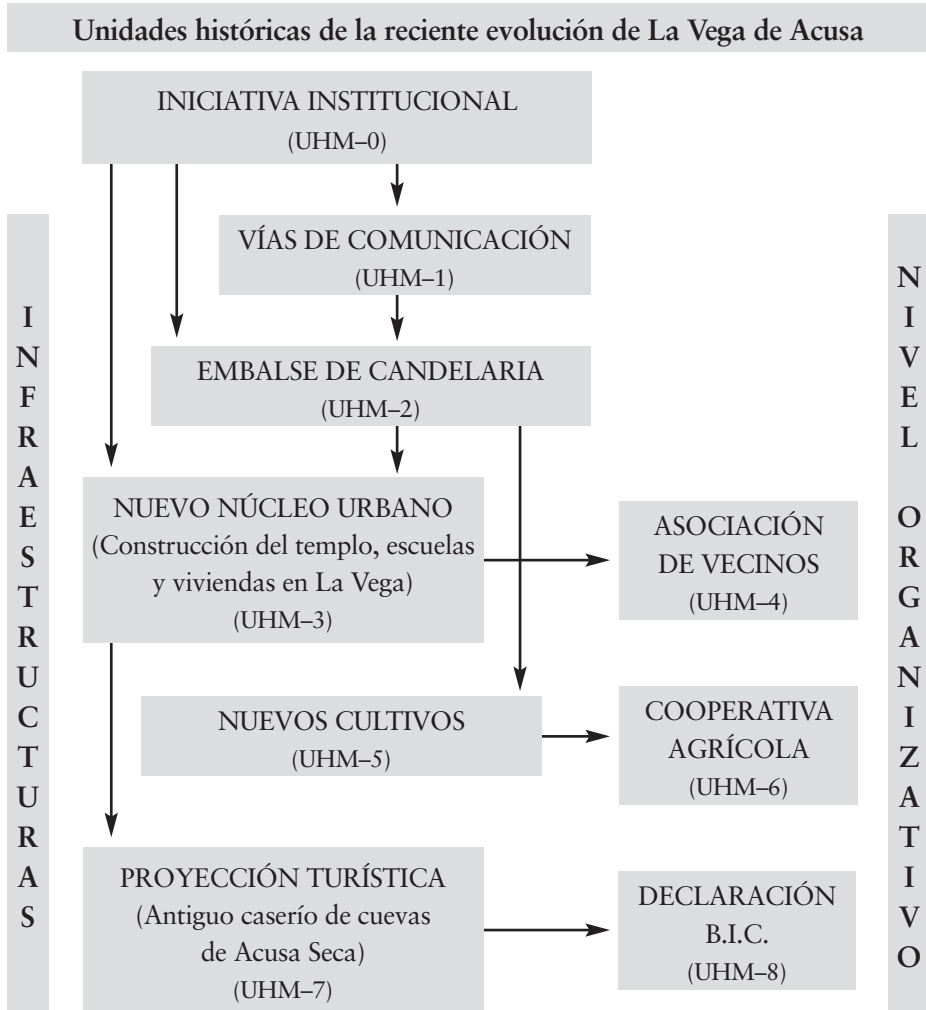 Unidades históricas de la reciente evolución de La Vega de Acusa
INICIATIVA INSTITUCIONAL
(UHM–0)
VÍAS DE COMUNICACIÓN
(UHM–1)
EMBALSE DE CANDELARIA
(UHM–2)
NUEVO NÚCLEO URBANO
(Construcción del templo, escuelas
y viviendas en La Vega)
(UHM–3)
ASOCIACIÓN
DE VECINOS
(UHM–4)
NUEVOS CULTIVOS
(UHM–5)
COOPERATIVA
AGRÍCOLA
(UHM–6)
PROYECCIÓN TURÍSTICA
(Antiguo caserío de cuevas
de Acusa Seca)
(UHM–7)
DECLARACIÓN
B.I.C.
(UHM–8)
INFRAESTRUCTURAS
NIVEL ORGANIZATIVO